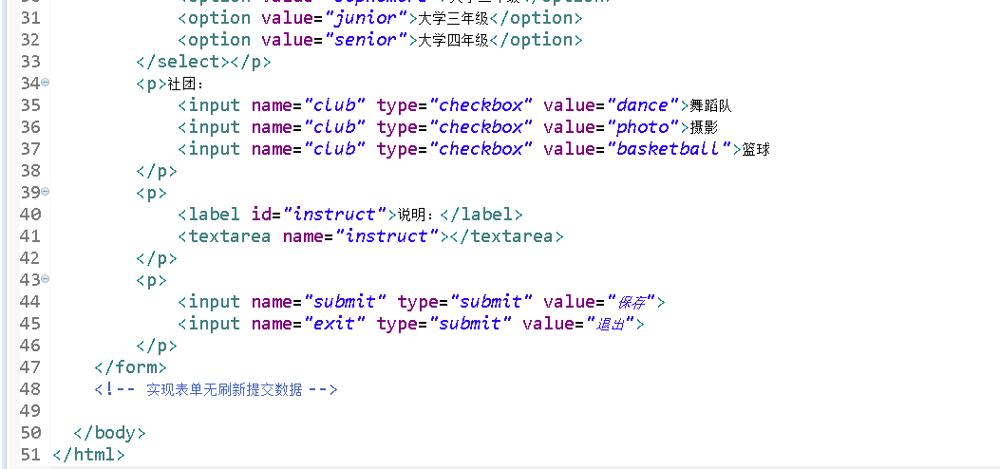 31 <option value="junior">大学三年级</option>
32 <option value="senior">大学四年级</option>
33 </select></p>
34 <p>社团：
35 <input name="club" type="checkbox" value="dance">舞蹈队
36 <input name="club" type="checkbox" value="photo">摄影
37 <input name="club" type="checkbox" value="basketball">篮球
38 </p>
39 <p>
40 <label id="instruct">说明：</label>
41 <textarea name="instruct"></textarea>
42 </p>
43 <p>
44 <input name="submit" type="submit" value="保存">
45 <input name="exit" type="submit" value="退出">
46 </p>
47 </form>
48 <!-- 实现表单无刷新提交数据 -->
49
50 </body>
51 </html>